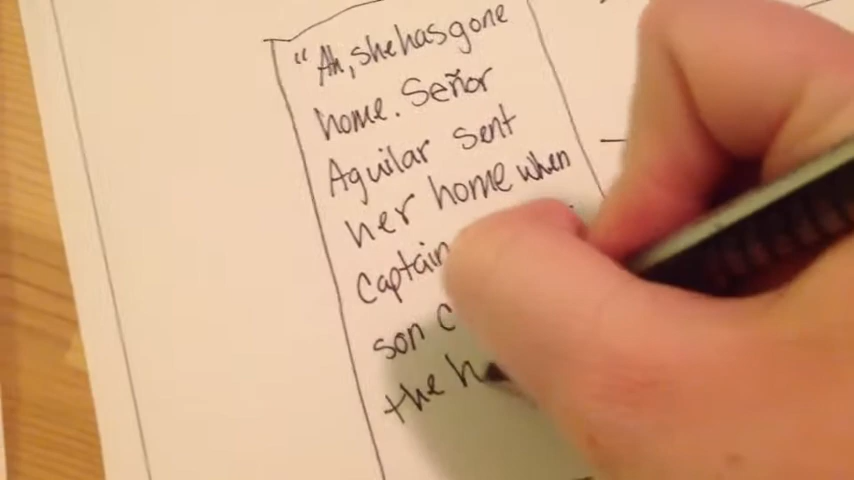 "Ah, she has gone
home. Señor
Aguilar sent
her home when
Captain
son
the